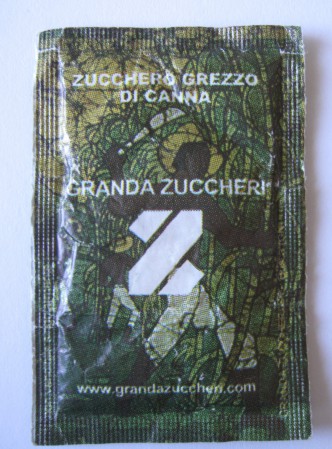 ZUCCHERO GREZZO
DI CANNA
GRANDA ZUCCHERI
Z
www.grandazuccheri.com